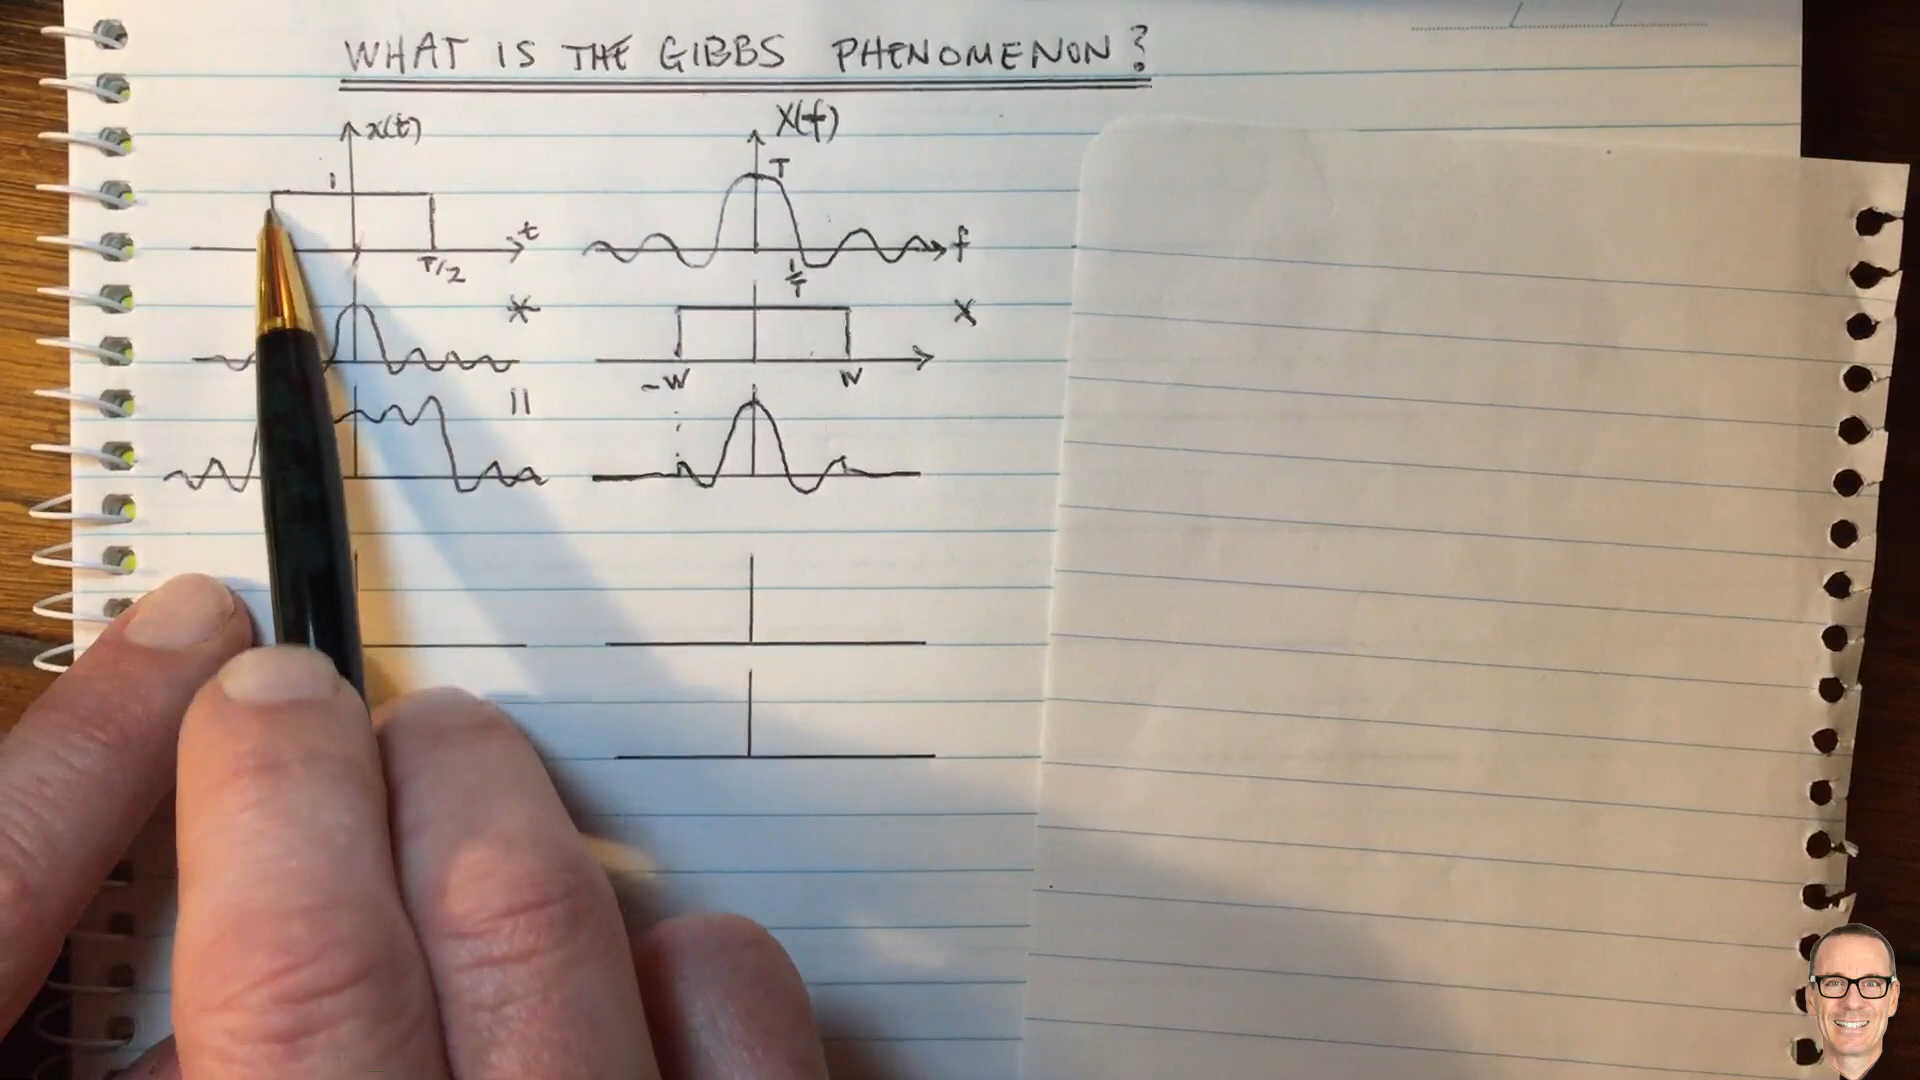 WHAT IS THE GIBBS PHENOMENON?
x(t)
X(f)
1
T
t
f
T/2
1/T
*
X
-W
W
||